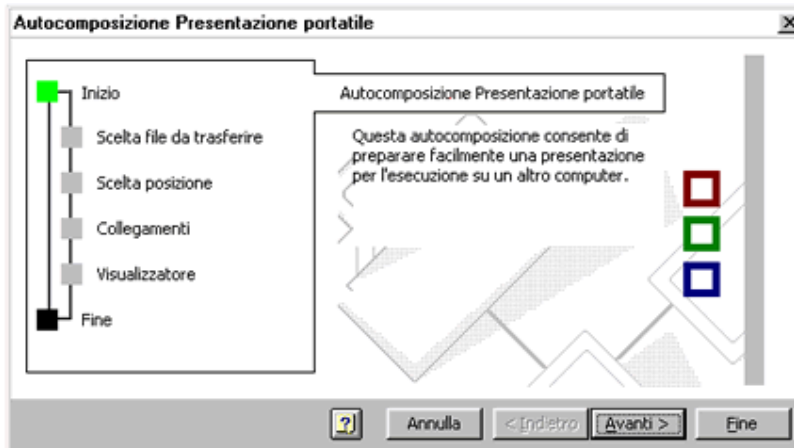 Autocomposizione Presentazione portatile
Inizio
Scelta file da trasferire
Scelta posizione
Collegamenti
Visualizzatore
Fine
Autocomposizione Presentazione portatile
Questa autocomposizione consente di
preparare facilmente una presentazione
per l'esecuzione su un altro computer.
?
Annulla
< Indietro
Avanti >
Fine